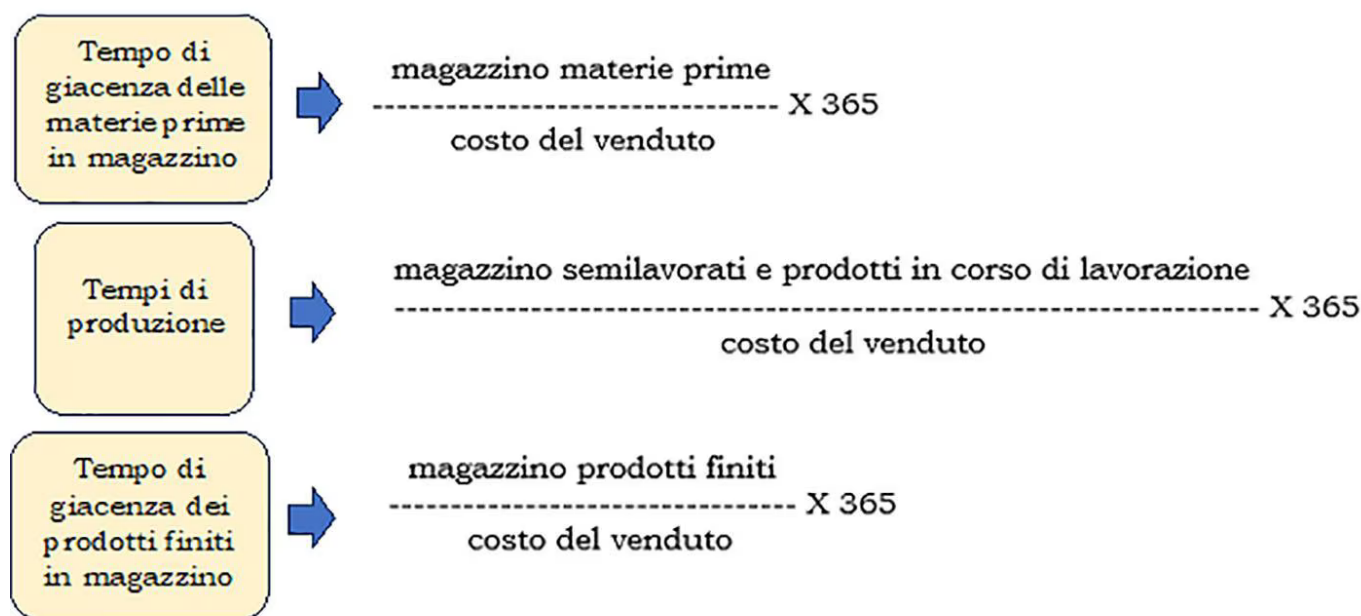 Tempo di
giacenza delle
materie prime
in magazzino
magazzino materie prime
--------------------------------- X 365
costo del venduto
Tempi di
produzione
magazzino semilavorati e prodotti in corso di lavorazione
----------------------------------------------------------------------- X 365
costo del venduto
Tempo di
giacenza dei
prodotti finiti
in magazzino
magazzino prodotti finiti
--------------------------------- X 365
costo del venduto